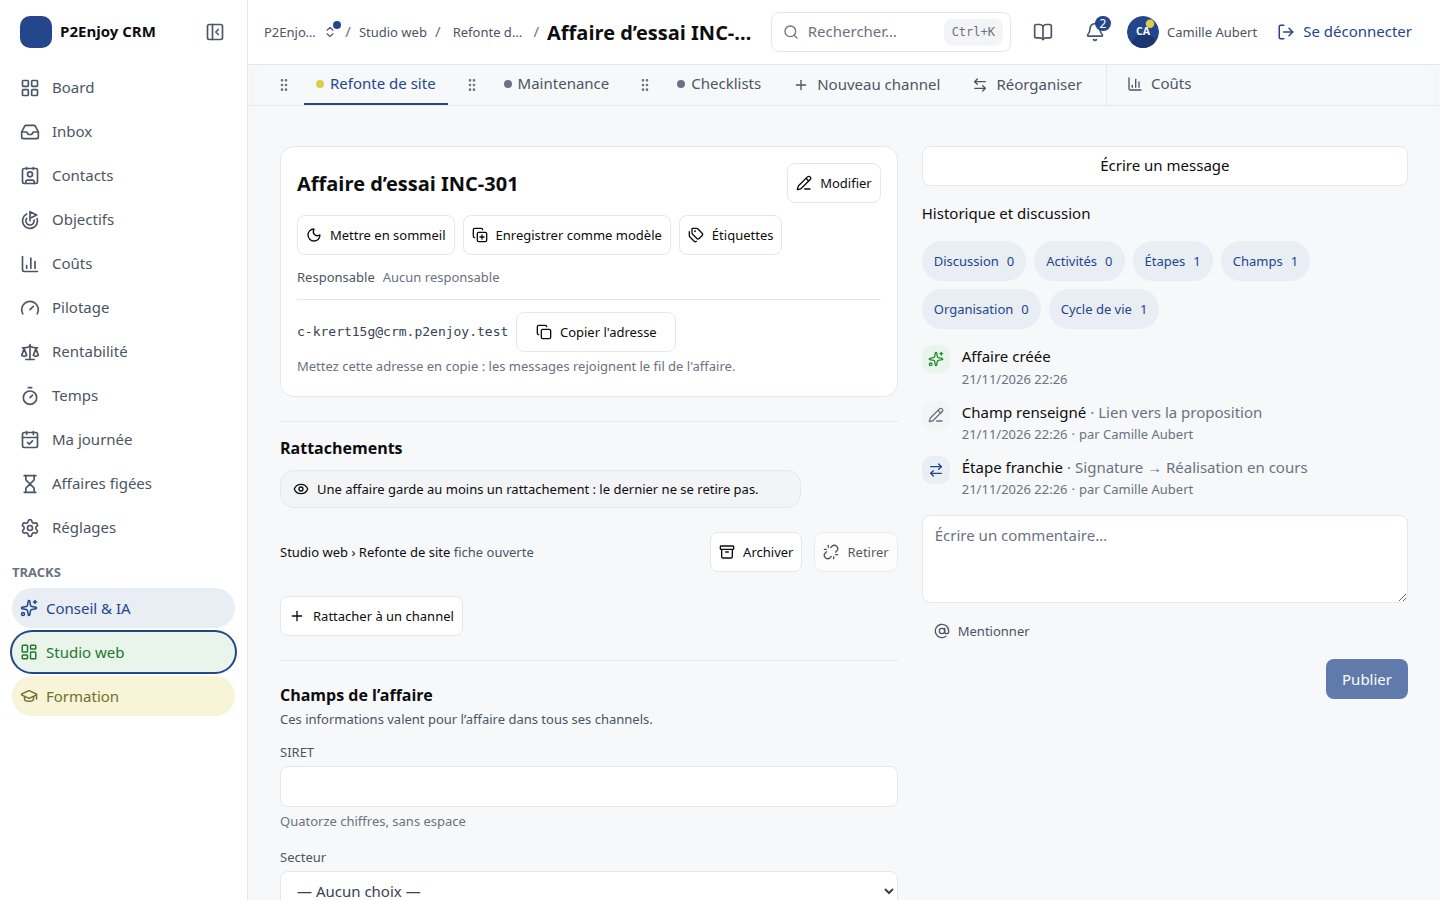 P2Enjoy CRM
Board
Inbox
Contacts
Objectifs
Coûts
Pilotage
Rentabilité
Temps
Ma journée
Affaires figées
Réglages
TRACKS
Conseil & IA
Studio web
Formation
P2Enjo... / Studio web / Refonte d... / Affaire d’essai INC-...
Rechercher... Ctrl+K
2
CA Camille Aubert
Se déconnecter
Refonte de site
Maintenance
Checklists
Nouveau channel
Réorganiser
Coûts
Affaire d’essai INC-301
Modifier
Mettre en sommeil
Enregistrer comme modèle
Étiquettes
Responsable Aucun responsable
c-krert15g@crm.p2enjoy.test
Copier l'adresse
Mettez cette adresse en copie : les messages rejoignent le fil de l'affaire.
Rattachements
Une affaire garde au moins un rattachement : le dernier ne se retire pas.
Studio web › Refonte de site fiche ouverte
Archiver
Retirer
Rattacher à un channel
Champs de l’affaire
Ces informations valent pour l’affaire dans tous ses channels.
SIRET
Quatorze chiffres, sans espace
Secteur
— Aucun choix —
Écrire un message
Historique et discussion
Discussion 0
Activités 0
Étapes 1
Champs 1
Organisation 0
Cycle de vie 1
Affaire créée
21/11/2026 22:26
Champ renseigné · Lien vers la proposition
21/11/2026 22:26 · par Camille Aubert
Étape franchie · Signature → Réalisation en cours
21/11/2026 22:26 · par Camille Aubert
Écrire un commentaire...
Mentionner
Publier